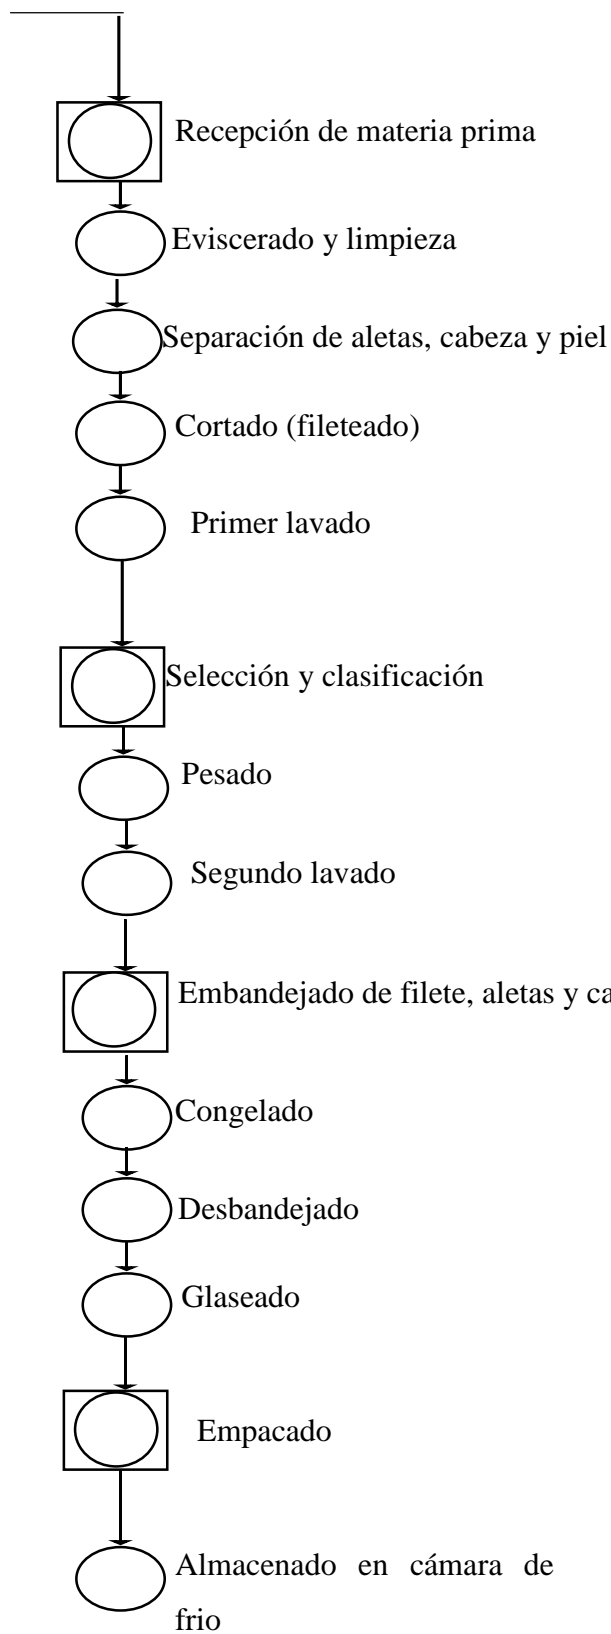 Recepción de materia prima
Eviscerado y limpieza
Separación de aletas, cabeza y piel
Cortado (fileteado)
Primer lavado
Selección y clasificación
Pesado
Segundo lavado
Embandejado de filete, aletas y ca
Congelado
Desbandejado
Glaseado
Empacado
Almacenado en cámara de
frio